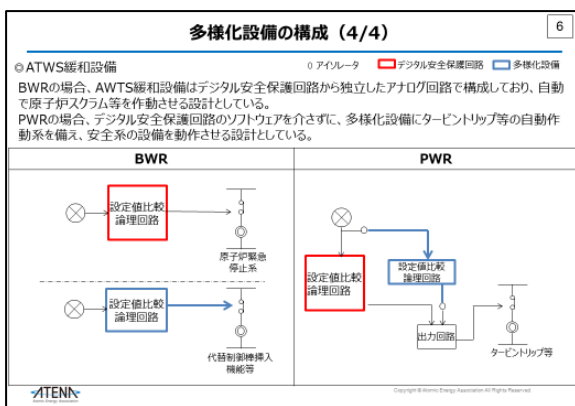 多様化設備の構成（4/4）
6
◎ATWS緩和設備
() アイソレータ
デジタル安全保護回路
多様化設備
BWRの場合、AWTS緩和設備はデジタル安全保護回路から独立したアナログ回路で構成しており、自動
で原子炉スクラム等を作動させる設計としている。
PWRの場合、デジタル安全保護回路のソフトウェアを介さずに、多様化設備にタービントリップ等の自動作
動系を備え、安全系の設備を動作させる設計としている。
BWR
PWR
設定値比較
論理回路
原子炉緊急
停止系
設定値比較
論理回路
代替制御棒挿入
機能等
設定値比較
論理回路
設定値比較
論理回路
出力回路
タービントリップ等
ATENA
Atomic Energy Association
Copyright © Atomic Energy Association All Rights Reserved.